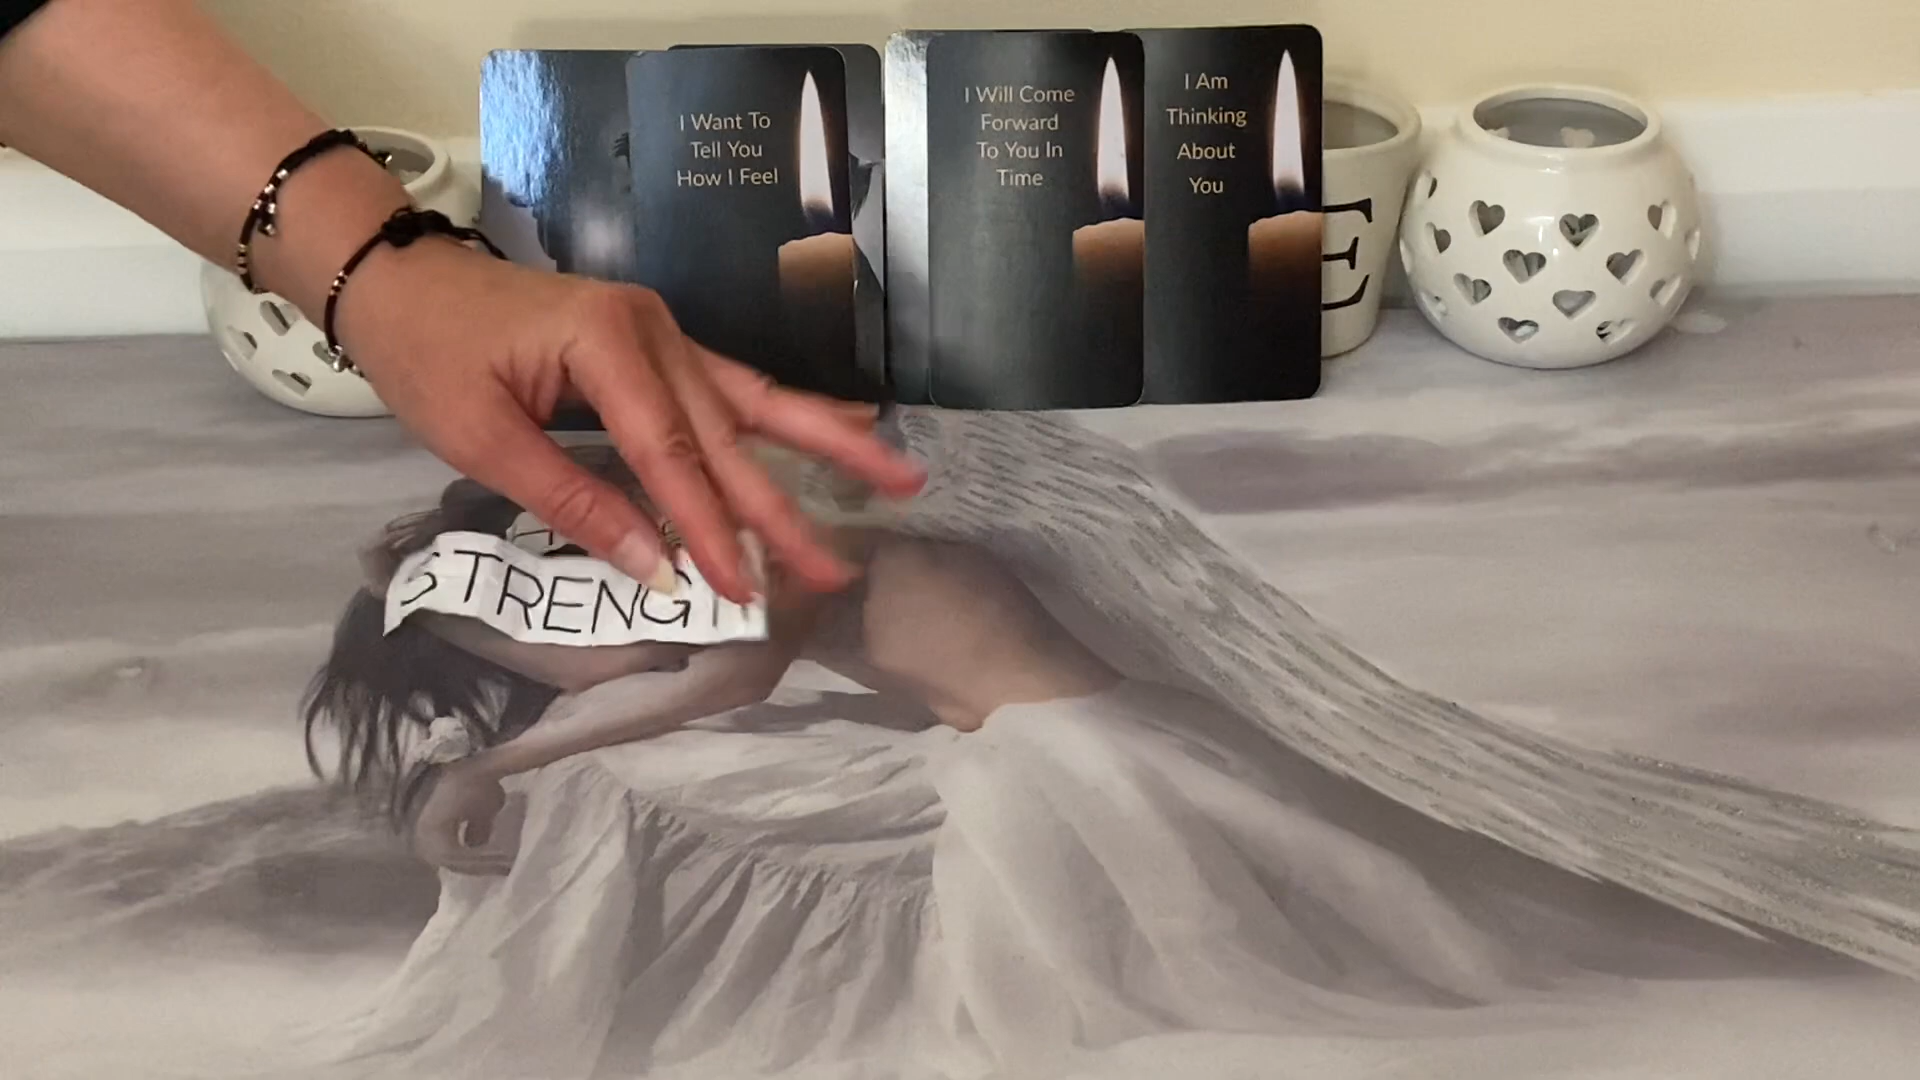 I Want To
Tell You
How I Feel
I Will Come
Forward
To You In
Time
I Am
Thinking
About
You
E
STRENGTH